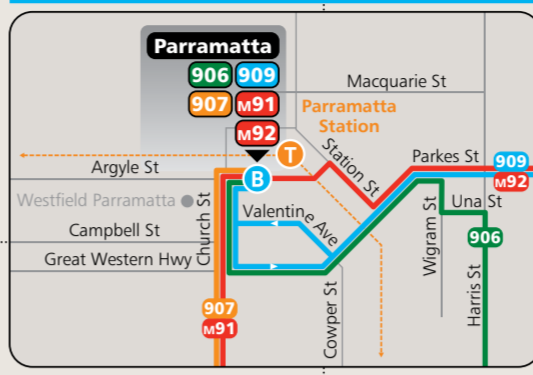 Parramatta
906 909
907 M91
M92
Macquarie St
Parramatta
Station
T
Station St
Parkes St
909
M92
Argyle St
B
Westfield Parramatta
Church St
Valentine Ave
Una St
Campbell St
Wigram St
906
Great Western Hwy
Harris St
Cowper St
907
M91